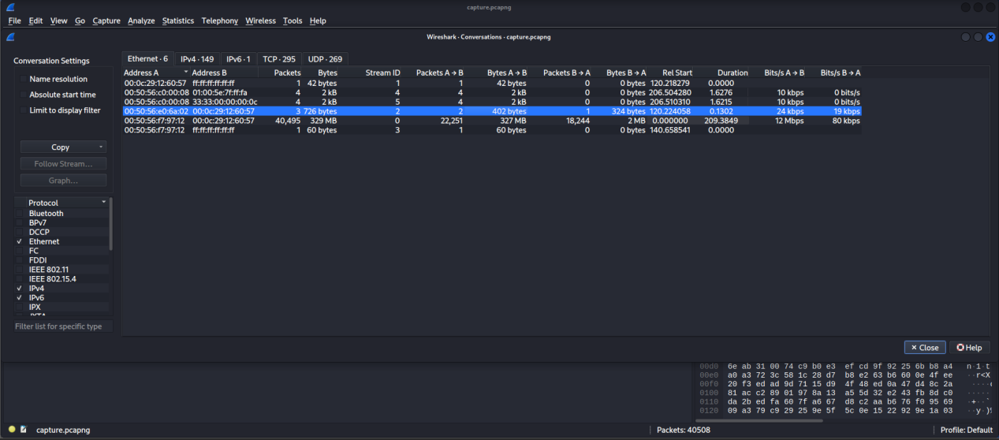 capture.pcapng
File Edit View Go Capture Analyze Statistics Telephony Wireless Tools Help
Wireshark · Conversations · capture.pcapng
Conversation Settings
Name resolution
Absolute start time
Limit to display filter
Copy
Follow Stream...
Graph...
Protocol
Bluetooth
BPv7
DCCP
Ethernet
FC
FDDI
IEEE 802.11
IEEE 802.15.4
IPv4
IPv6
IPX
JXTA
Filter list for specific type
Ethernet · 6 IPv4 · 149 IPv6 · 1 TCP · 295 UDP · 269
Address A Address B Packets Bytes Stream ID Packets A → B Bytes A → B Packets B → A Bytes B → A Rel Start Duration Bits/s A → B Bits/s B → A
00:0c:29:12:60:57 ff:ff:ff:ff:ff:ff 1 42 bytes 1 1 42 bytes 0 0 bytes 120.218279 0.0000
00:50:56:c0:00:08 01:00:5e:7f:ff:fa 4 2 kB 4 4 2 kB 0 0 bytes 206.504280 1.6276 10 kbps 0 bits/s
00:50:56:c0:00:08 33:33:00:00:00:0c 4 2 kB 5 4 2 kB 0 0 bytes 206.510310 1.6215 10 kbps 0 bits/s
00:50:56:e0:6a:02 00:0c:29:12:60:57 3 726 bytes 2 2 402 bytes 1 324 bytes 120.224058 0.1302 24 kbps 19 kbps
00:50:56:f7:97:12 00:0c:29:12:60:57 40,495 329 MB 0 22,251 327 MB 18,244 2 MB 0.000000 209.3849 12 Mbps 80 kbps
00:50:56:f7:97:12 ff:ff:ff:ff:ff:ff 1 60 bytes 3 1 60 bytes 0 0 bytes 140.658541 0.0000
Close Help
00d0 6e ab 31 00 74 c9 b0 e3 ef cd 9f 92 25 6b b8 a4 n·1·t
00e0 a0 a3 72 3c 58 1c 28 d7 b8 e2 63 b6 60 0e 4f ee ··r<X
00f0 20 f3 ed ad 9d 71 15 d9 4f 48 ed 0a 47 d4 8c 2a
0100 81 ac c2 89 01 97 8a 13 a5 5d 32 e2 43 fb 8d c0 ·····
0110 da 2b ed fa 60 7f a6 67 d8 c2 aa b6 76 f0 95 69 ·+··`
0120 09 a3 79 c9 29 25 9e 5f 5c 0e 15 22 92 9e 1a 03 ··y·)%
capture.pcapng Packets: 40508 Profile: Default